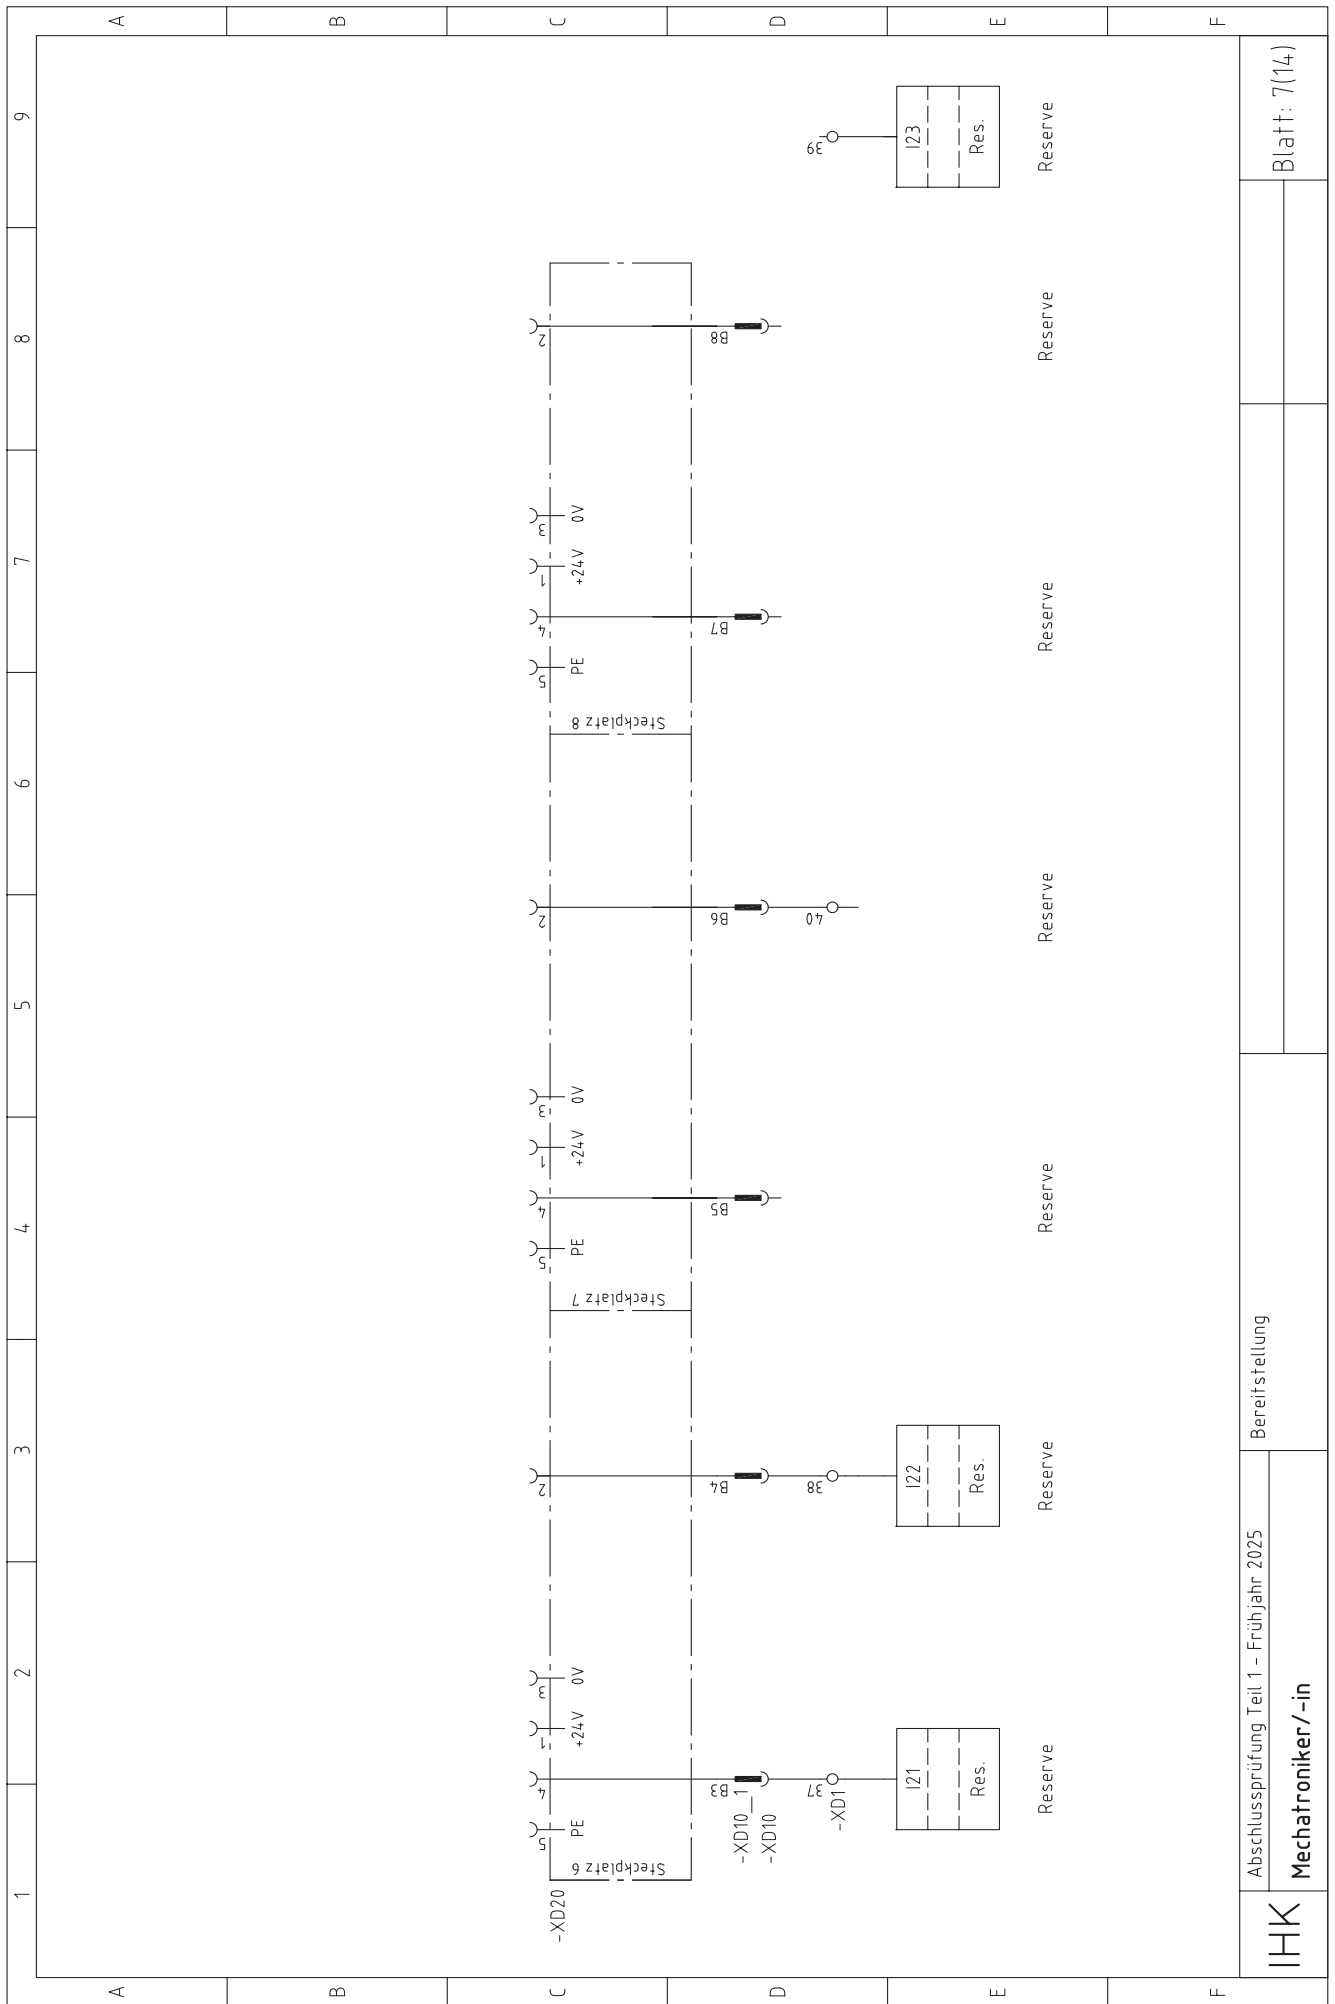 1 2 3 4 5 6 7 8 9
A A
B B
C C
-XD20
5 4 1 3 2 5 4 1 3 2 5 4 1 3 2
PE +24V 0V PE +24V 0V PE +24V 0V
Steckplatz 6 Steckplatz 7 Steckplatz 8
D D
B3 B4 B5 B6 B7 B8
-XD10_1
-XD10
37 38 40 39
-XD1
I21 I22 I23
Res. Res. Res.
E E
Reserve Reserve Reserve Reserve Reserve Reserve Reserve
F F
IHK
Abschlussprüfung Teil 1 – Frühjahr 2025
Mechatroniker/-in
Bereitstellung
Blatt: 7(14)